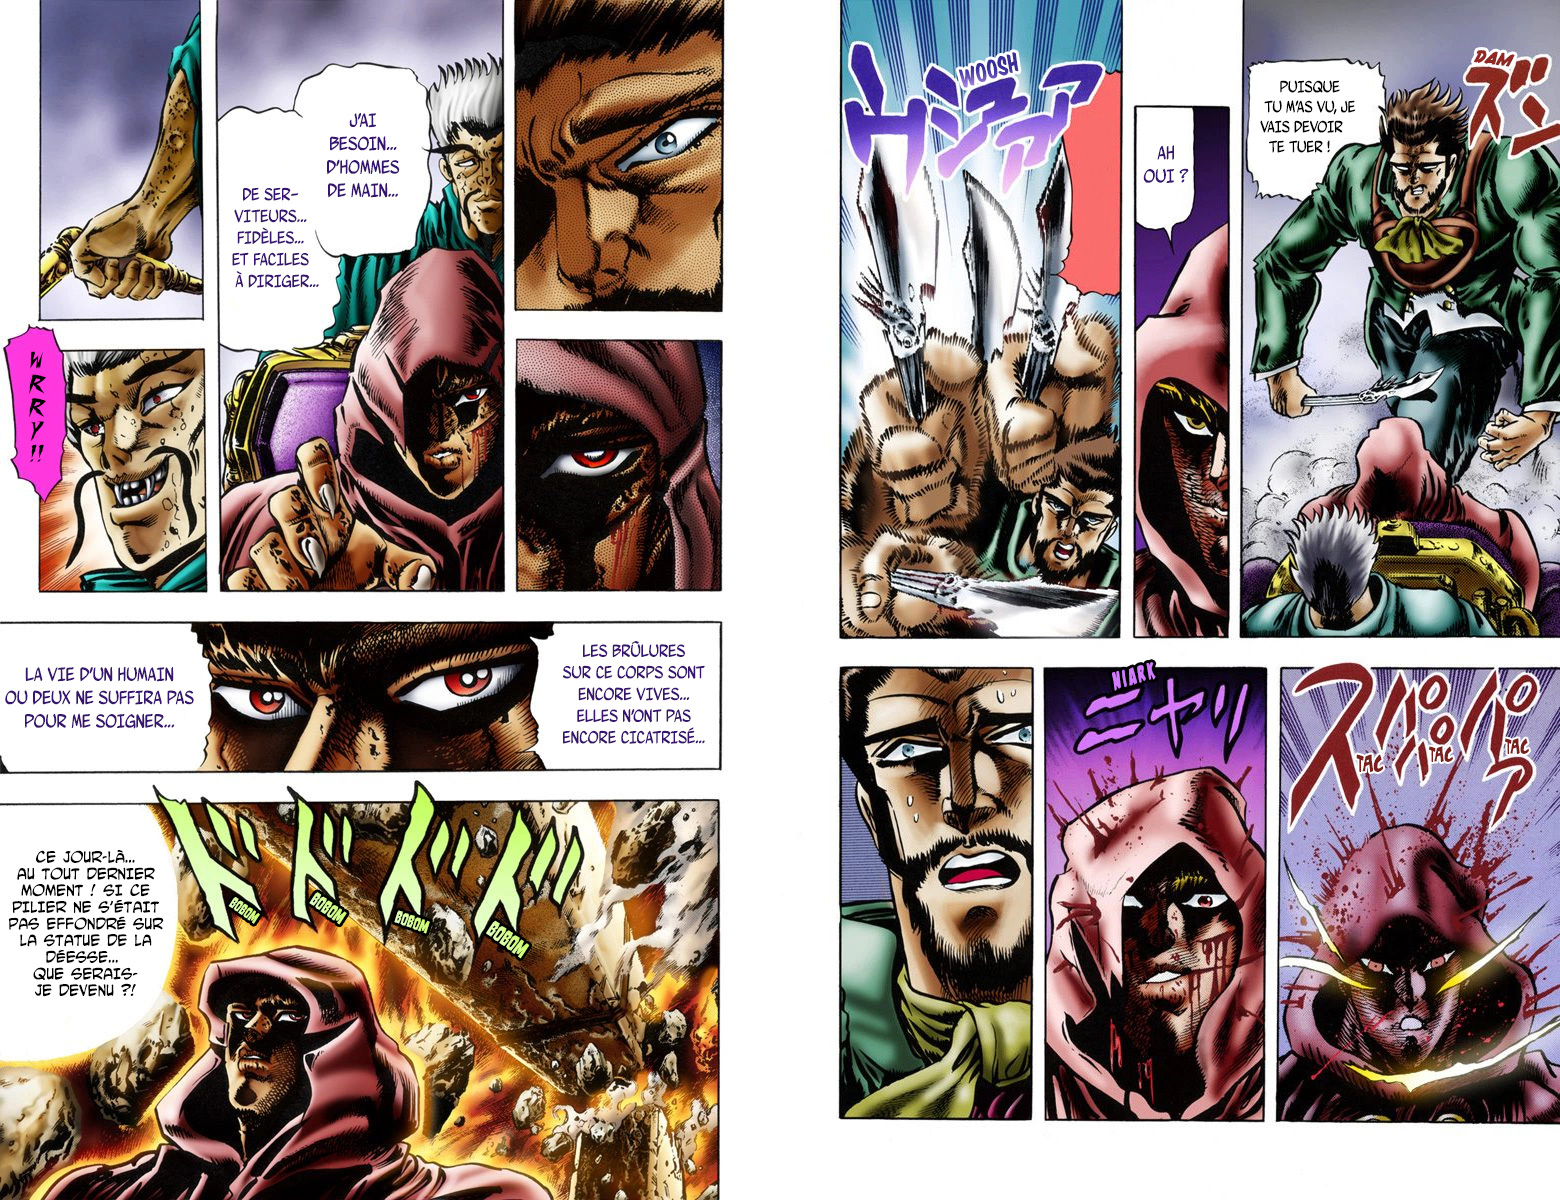 DAM
ズン
PUISQUE
TU M'AS VU, JE
VAIS DEVOIR
TE TUER !
AH
OUI ?
WOOSH
スパパパパ
TAC
TAC
TAC
NIARK
ニヤリ
J'AI
BESOIN...
D'HOMMES
DE MAIN...
DE SER-
VITEURS...
FIDÈLES...
ET FACILES
À DIRIGER...
WRRY!!
LES BRÛLURES
SUR CE CORPS SONT
ENCORE VIVES...
ELLES N'ONT PAS
ENCORE CICATRISÉ...
LA VIE D'UN HUMAIN
OU DEUX NE SUFFIRA PAS
POUR ME SOIGNER...
ドドドド
BOBOM
BOBOM
BOBOM
BOBOM
CE JOUR-LÀ...
AU TOUT DERNIER
MOMENT ! SI CE
PILIER NE S'ÉTAIT
PAS EFFONDRÉ SUR
LA STATUE DE LA
DÉESSE...
QUE SERAIS-
JE DEVENU ?!